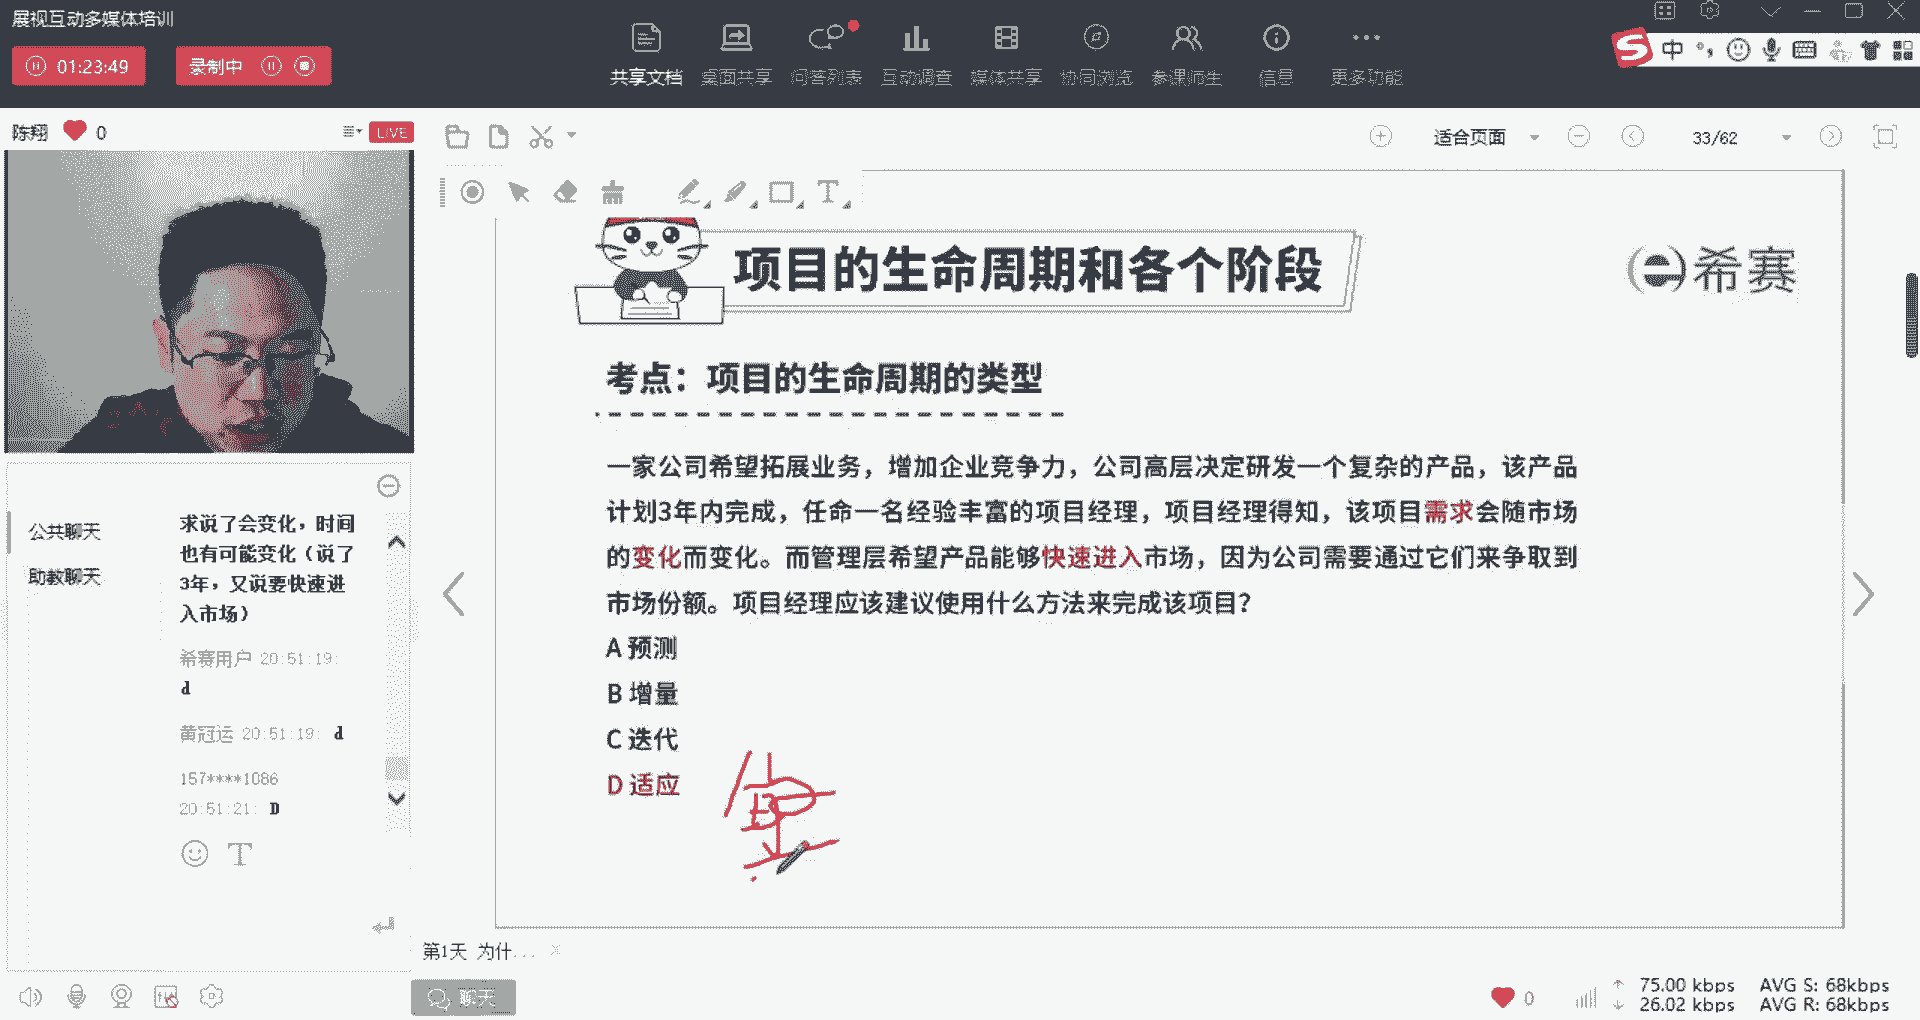 展视互动多媒体培训
01:23:49
录制中
共享文档 桌面共享 问答列表 互动调查 媒体共享 协同浏览 参课师生 信息 更多功能
中
陈翔 0
LIVE
适合页面
33/62
T
项目的生命周期和各个阶段
希赛
考点：项目的生命周期的类型
一家公司希望拓展业务，增加企业竞争力，公司高层决定研发一个复杂的产品，该产品
计划3年内完成，任命一名经验丰富的项目经理，项目经理得知，该项目需求会随市场
的变化而变化。而管理层希望产品能够快速进入市场，因为公司需要通过它们来争取到
市场份额。项目经理应该建议使用什么方法来完成该项目？
A 预测
B 增量
C 迭代
D 适应
公共聊天
助教聊天
求说了会变化，时间
也有可能变化（说了
3年，又说要快速进
入市场）
希赛用户 20:51:19:
d
黄冠运 20:51:19: d
157****1086
20:51:21: D
T
第1天 为什...
聊天
0
75.00 kbps AVG S: 68kbps
26.02 kbps AVG R: 68kbps